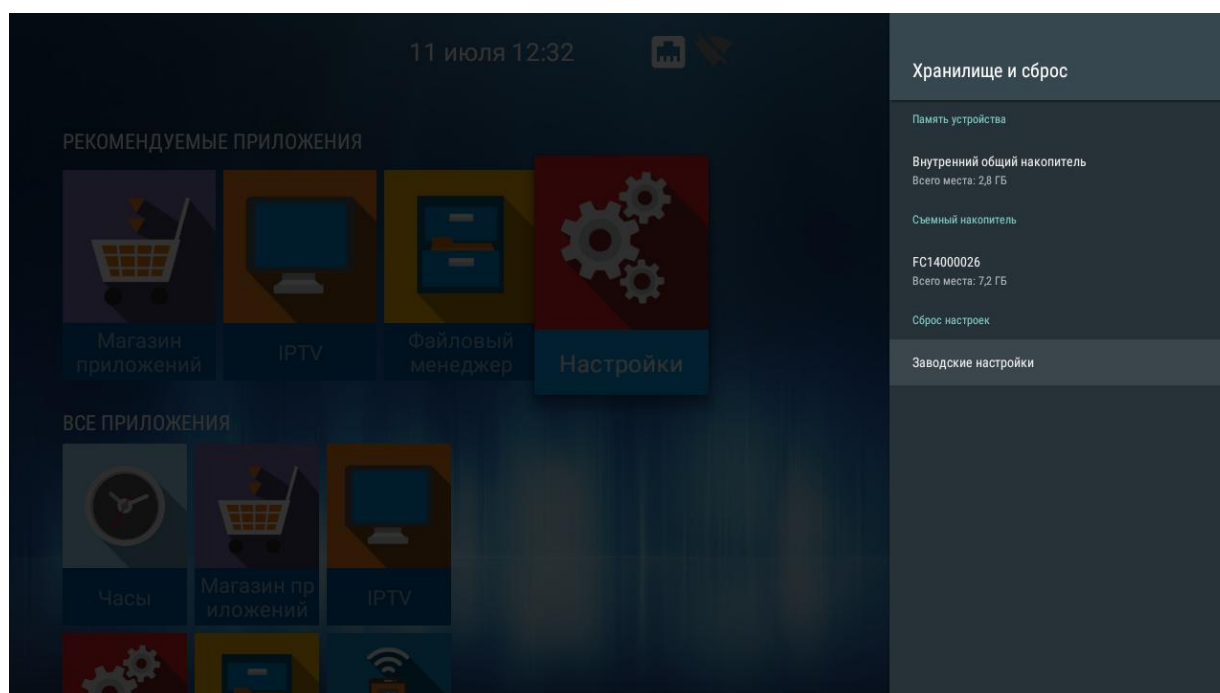 11 июля 12:32
РЕКОМЕНДУЕМЫЕ ПРИЛОЖЕНИЯ
Магазин
приложений
IPTV
Файловый
менеджер
Настройки
ВСЕ ПРИЛОЖЕНИЯ
Часы
Магазин пр
иложений
IPTV
Хранилище и сброс
Память устройства
Внутренний общий накопитель
Всего места: 2,8 ГБ
Съемный накопитель
FC14000026
Всего места: 7,2 ГБ
Сброс настроек
Заводские настройки